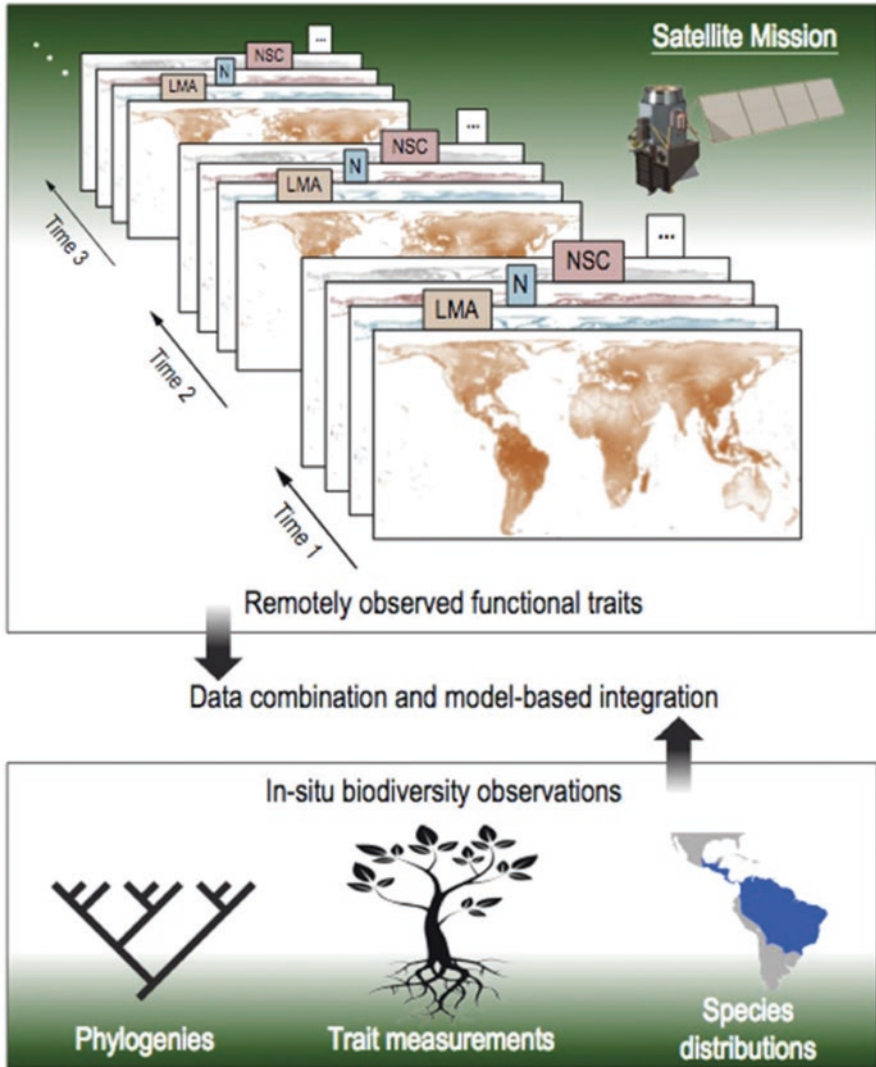 ...
NSC
Satellite Mission
N
LMA
...
NSC
N
LMA
Time 3
...
NSC
N
LMA
Time 2
Time 1
Remotely observed functional traits
Data combination and model-based integration
In-situ biodiversity observations
Phylogenies
Trait measurements
Species
distributions